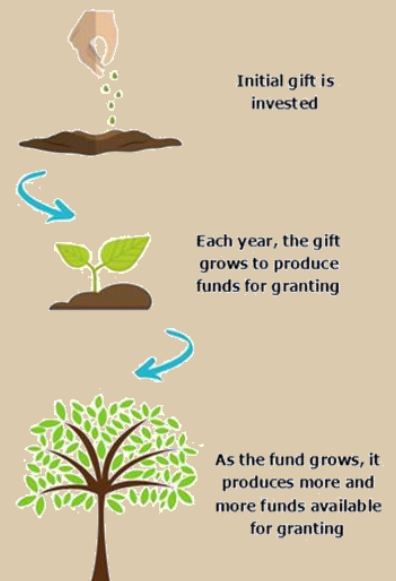 Initial gift is
invested
Each year, the gift
grows to produce
funds for granting
As the fund grows, it
produces more and
more funds available
for granting